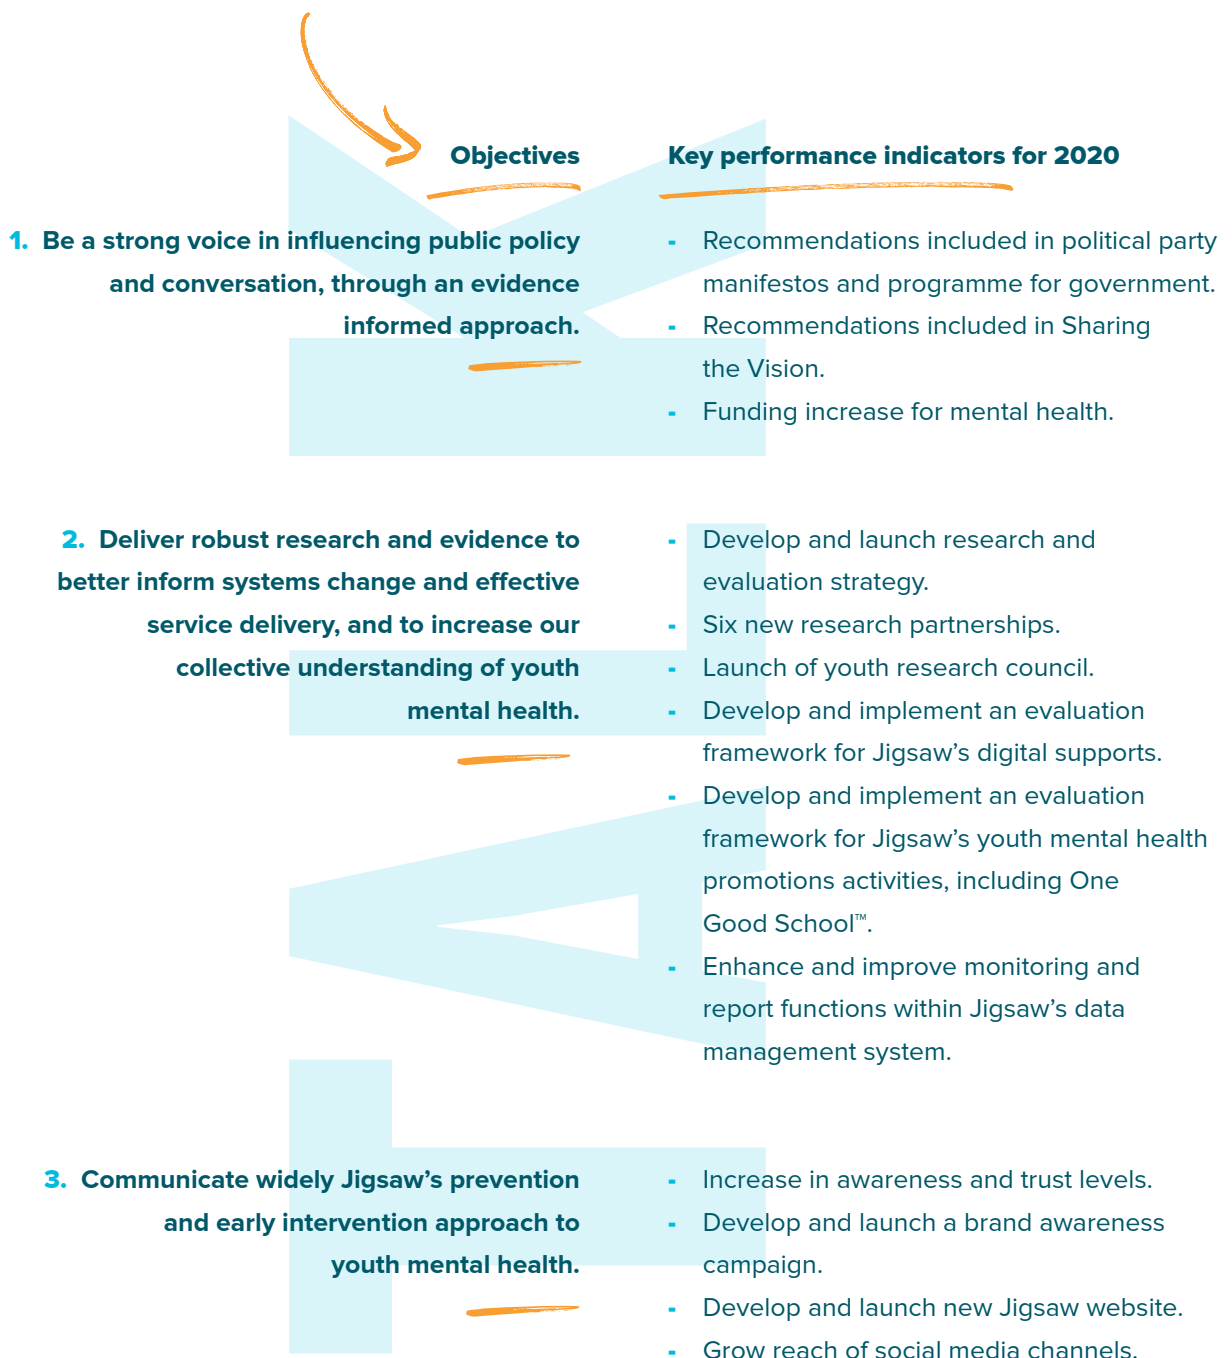 Objectives
Key performance indicators for 2020
1. Be a strong voice in influencing public policy
and conversation, through an evidence
informed approach.
- Recommendations included in political party
manifestos and programme for government.
- Recommendations included in Sharing
the Vision.
- Funding increase for mental health.
2. Deliver robust research and evidence to
better inform systems change and effective
service delivery, and to increase our
collective understanding of youth
mental health.
- Develop and launch research and
evaluation strategy.
- Six new research partnerships.
- Launch of youth research council.
- Develop and implement an evaluation
framework for Jigsaw’s digital supports.
- Develop and implement an evaluation
framework for Jigsaw’s youth mental health
promotions activities, including One
Good School™.
- Enhance and improve monitoring and
report functions within Jigsaw’s data
management system.
3. Communicate widely Jigsaw’s prevention
and early intervention approach to
youth mental health.
- Increase in awareness and trust levels.
- Develop and launch a brand awareness
campaign.
- Develop and launch new Jigsaw website.
- Grow reach of social media channels.
TALK